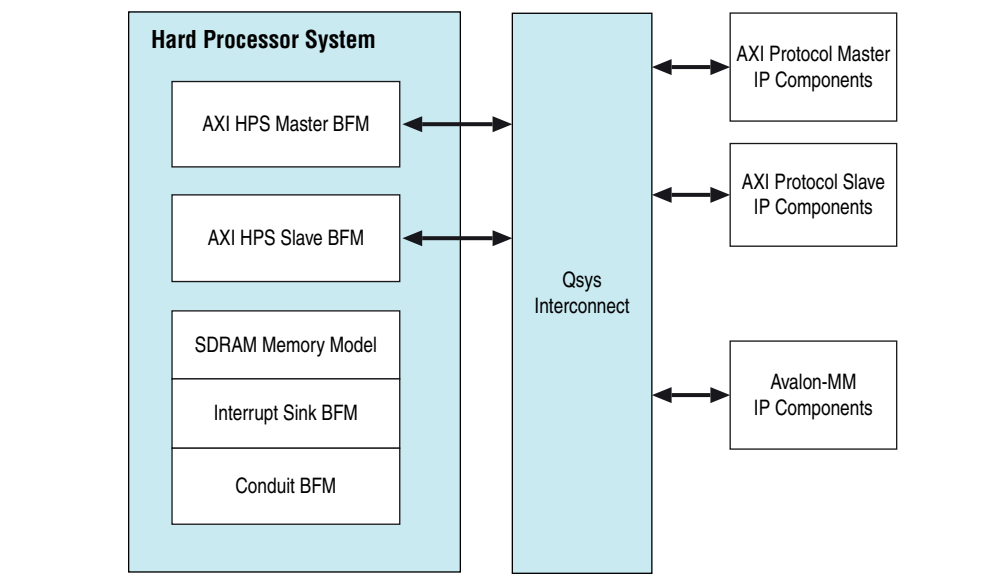 Hard Processor System
AXI HPS Master BFM
AXI HPS Slave BFM
SDRAM Memory Model
Interrupt Sink BFM
Conduit BFM
Qsys
Interconnect
AXI Protocol Master
IP Components
AXI Protocol Slave
IP Components
Avalon-MM
IP Components